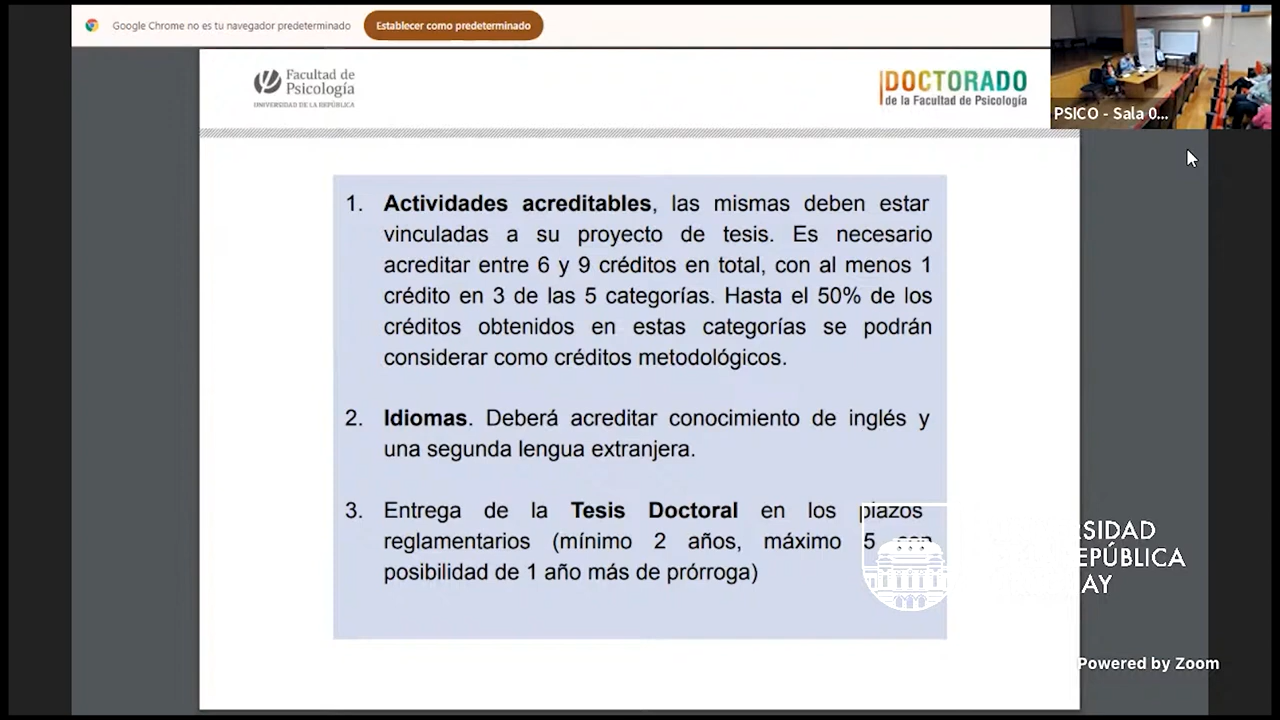 Google Chrome no es tu navegador predeterminado
Establecer como predeterminado
Facultad de
Psicología
UNIVERSIDAD DE LA REPÚBLICA
DOCTORADO
de la Facultad de Psicología
PSICO - Sala 0...
1. Actividades acreditables, las mismas deben estar
vinculadas a su proyecto de tesis. Es necesario
acreditar entre 6 y 9 créditos en total, con al menos 1
crédito en 3 de las 5 categorías. Hasta el 50% de los
créditos obtenidos en estas categorías se podrán
considerar como créditos metodológicos.
2. Idiomas. Deberá acreditar conocimiento de inglés y
una segunda lengua extranjera.
3. Entrega de la Tesis Doctoral en los plazos
reglamentarios (mínimo 2 años, máximo 5 con
posibilidad de 1 año más de prórroga)
RSIDAD
EPÚBLICA
AY
Powered by Zoom